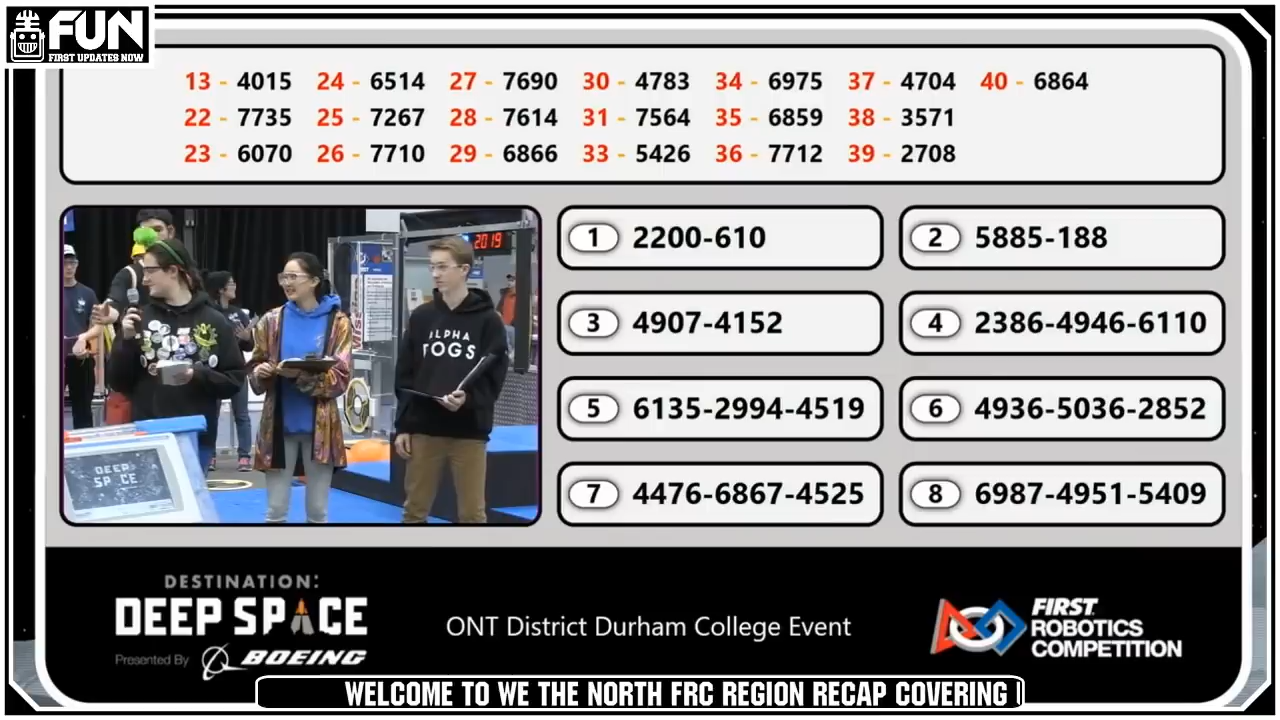 FUN
FIRST UPDATES NOW
13 - 4015 24 - 6514 27 - 7690 30 - 4783 34 - 6975 37 - 4704 40 - 6864
22 - 7735 25 - 7267 28 - 7614 31 - 7564 35 - 6859 38 - 3571
23 - 6070 26 - 7710 29 - 6866 33 - 5426 36 - 7712 39 - 2708
2019
ALPHA
DOGS
DEEP
SPACE
1 2200-610
2 5885-188
3 4907-4152
4 2386-4946-6110
5 6135-2994-4519
6 4936-5036-2852
7 4476-6867-4525
8 6987-4951-5409
DESTINATION:
DEEP SPACE
Presented By BOEING
ONT District Durham College Event
FIRST
ROBOTICS
COMPETITION
WELCOME TO WE THE NORTH FRC REGION RECAP COVERING